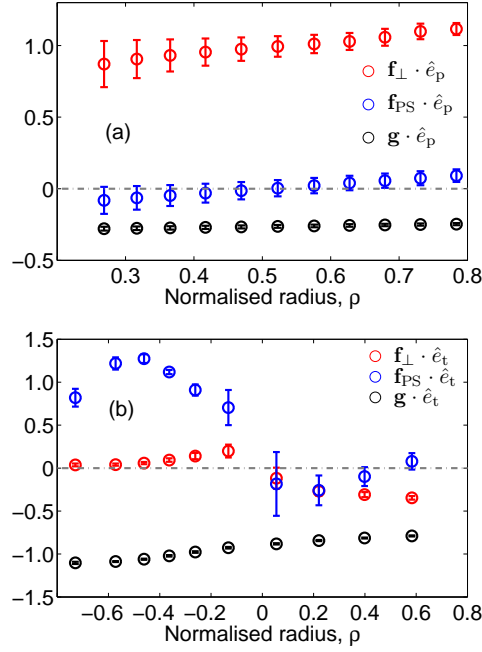 1.0
0.5
0
−0.5
(a)
f⊥ · êp
fPS · êp
g · êp
0.3 0.4 0.5 0.6 0.7 0.8
Normalised radius, ρ
1.5
1.0
0.5
0
−0.5
−1.0
−1.5
(b)
f⊥ · êt
fPS · êt
g · êt
−0.6 −0.4 −0.2 0 0.2 0.4 0.6 0.8
Normalised radius, ρ